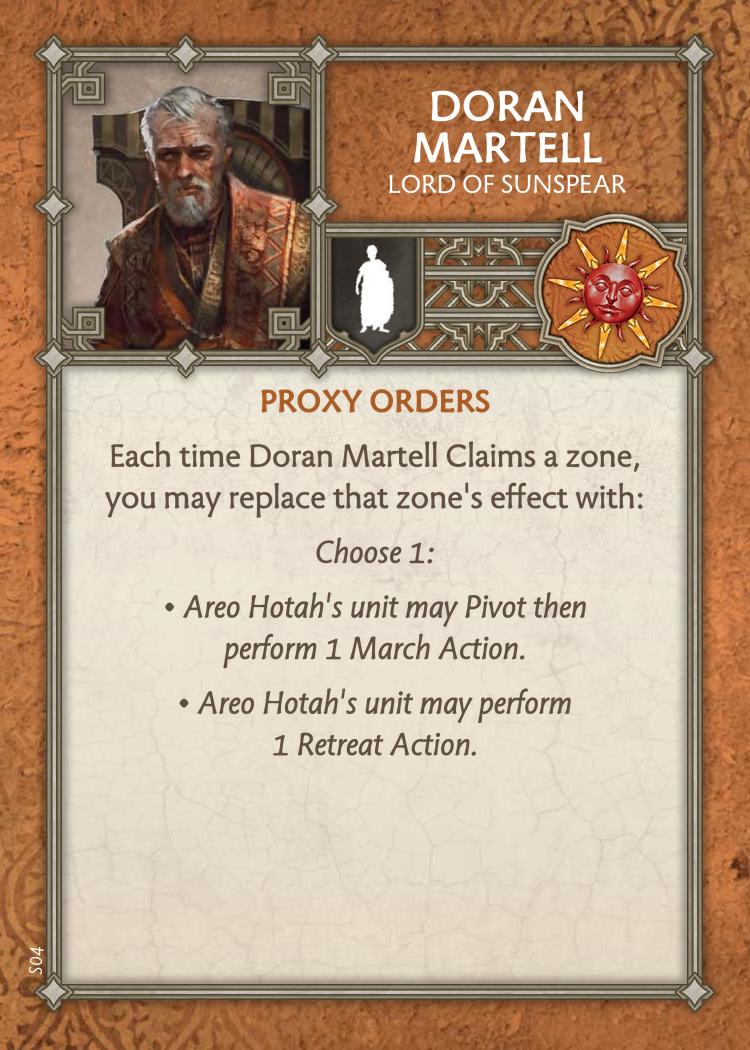 DORAN
MARTELL
LORD OF SUNSPEAR
PROXY ORDERS
Each time Doran Martell Claims a zone,
you may replace that zone's effect with:
Choose 1:
• Areo Hotah's unit may Pivot then
perform 1 March Action.
• Areo Hotah's unit may perform
1 Retreat Action.
S04